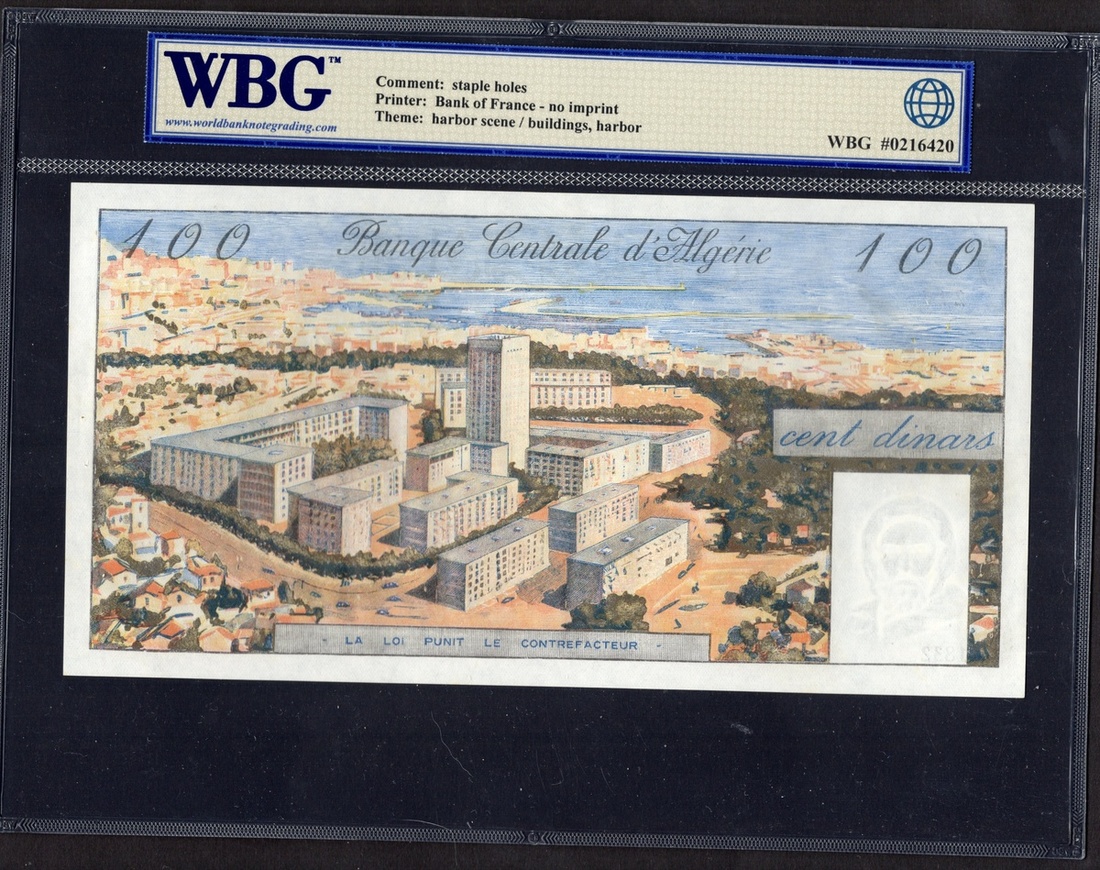 WBG™
www.worldbanknotegrading.com
Comment: staple holes
Printer: Bank of France - no imprint
Theme: harbor scene / buildings, harbor
WBG #0216420
100 Banque Centrale d'Algérie 100
cent dinars
LA LOI PUNIT LE CONTREFACTEUR